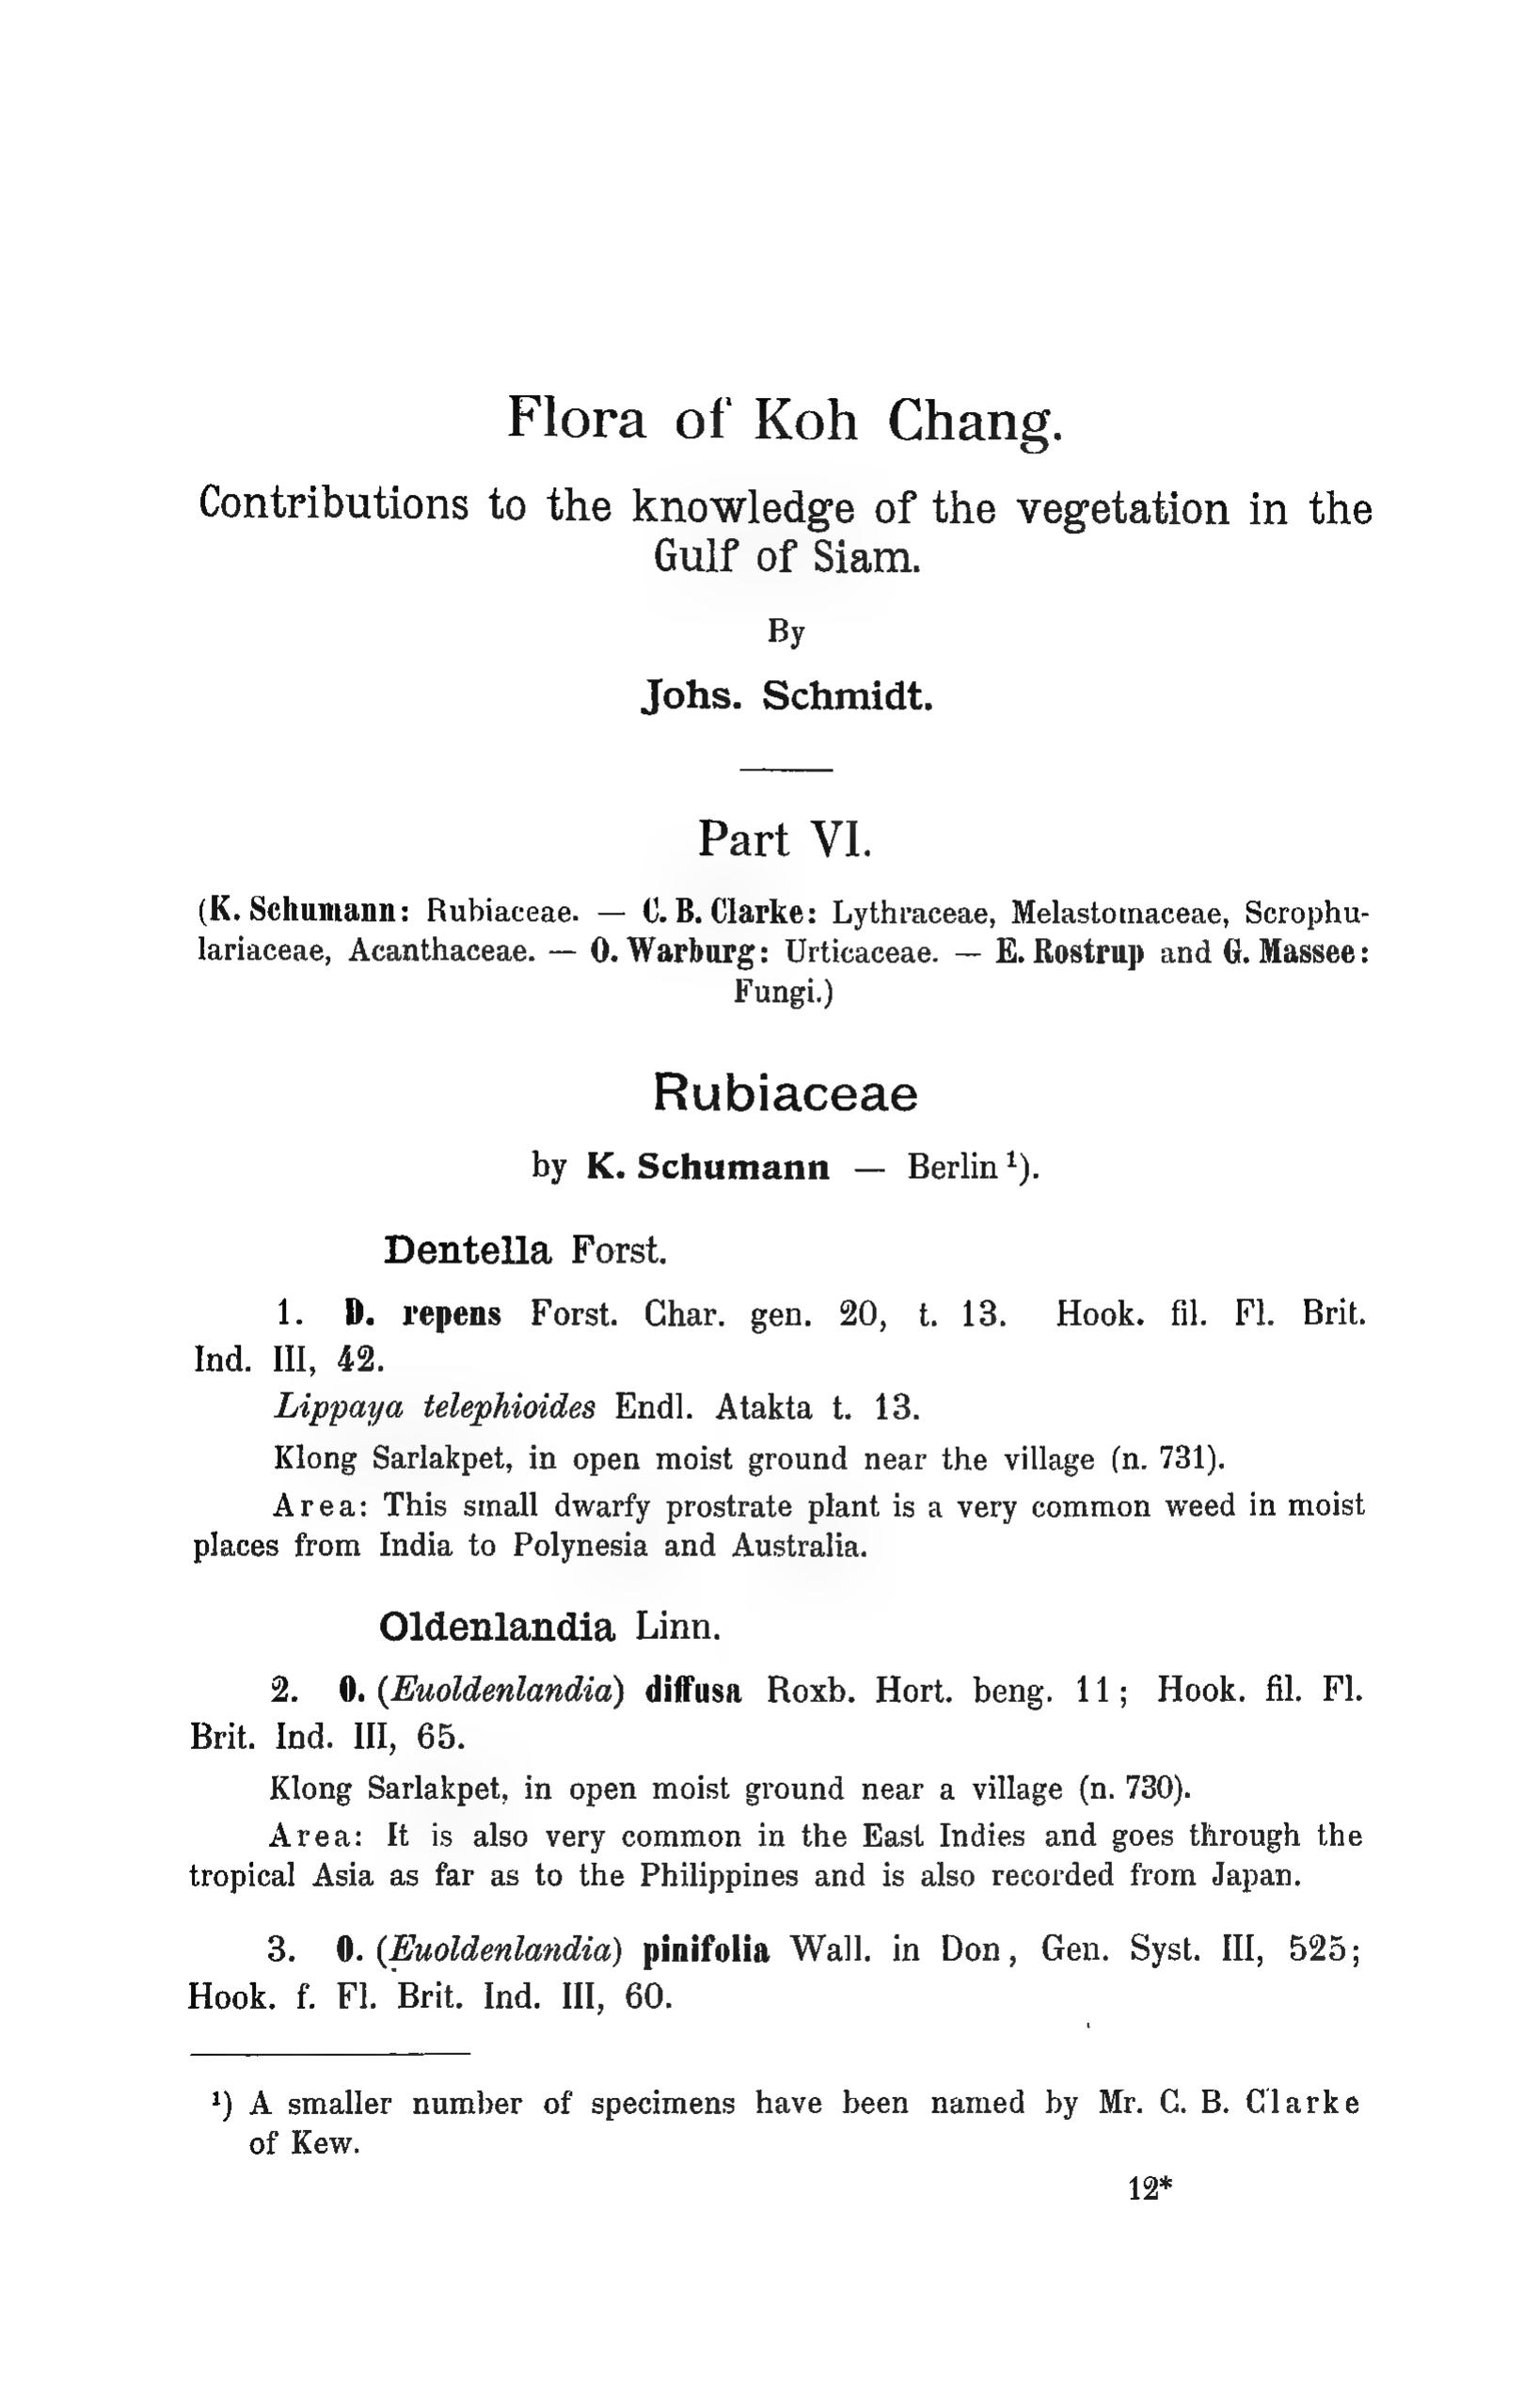 Flora of Koh Chang.
Contributions to the knowledge of the vegetation in the
Gulf of Siam.
By
Johs. Schmidt.
Part VI.
(K. Schumann: Rubiaceae. — C. B. Clarke: Lythraceae, Melastomaceae, Scrophu-
lariaceae, Acanthaceae. — O. Warburg: Urticaceae. — E. Rostrup and G. Massee:
Fungi.)
Rubiaceae
by K. Schumann — Berlin ¹).
Dentella Forst.
1. D. repens Forst. Char. gen. 20, t. 13. Hook. fil. Fl. Brit.
Ind. III, 42.
Lippaya telephioides Endl. Atakta t. 13.
Klong Sarlakpet, in open moist ground near the village (n. 731).
Area: This small dwarfy prostrate plant is a very common weed in moist
places from India to Polynesia and Australia.
Oldenlandia Linn.
2. O. (Euoldenlandia) diffusa Roxb. Hort. beng. 11; Hook. fil. Fl.
Brit. Ind. III, 65.
Klong Sarlakpet, in open moist ground near a village (n. 730).
Area: It is also very common in the East Indies and goes through the
tropical Asia as far as to the Philippines and is also recorded from Japan.
3. O. (Euoldenlandia) pinifolia Wall. in Don, Gen. Syst. III, 525;
Hook. f. Fl. Brit. Ind. III, 60.
¹) A smaller number of specimens have been named by Mr. C. B. Clarke
of Kew.
12*